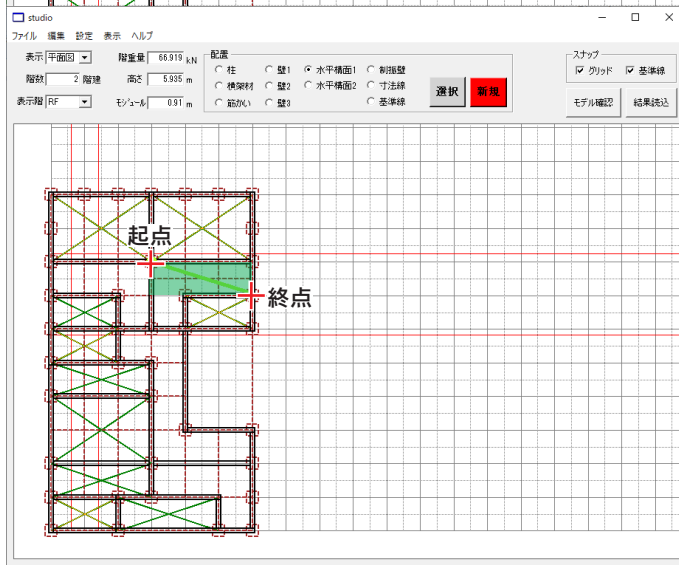 studio
ファイル 編集 設定 表示 ヘルプ
表示 平面図 階重量 66.919 kN
階数 2 階建 高さ 5.935 m
表示階 RF モジュール 0.91 m
配置
柱 壁1 水平構面1 制振壁
横架材 壁2 水平構面2 寸法線
筋かい 壁3 基準線
選択 新規
スナップ
グリッド 基準線
モデル確認 結果読込
起点
終点